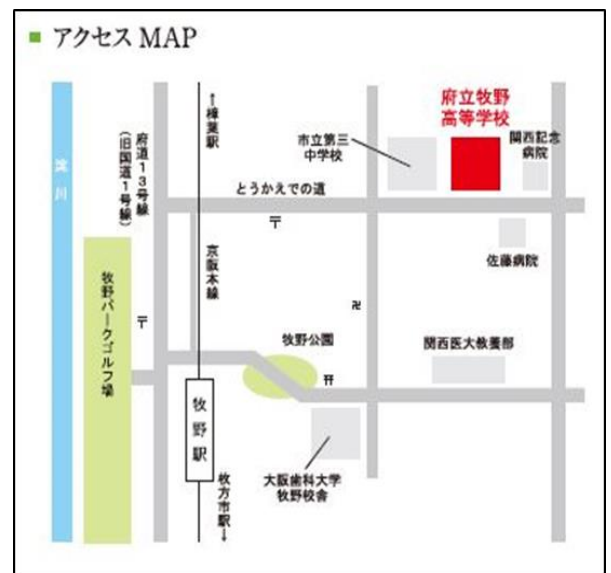 アクセスMAP
府立牧野
高等学校
←樟葉駅
市立第三
中学校
関西記念
病院
府道13号線
(旧国道1号線)
淀川
とうかえでの道
〒
佐藤病院
京阪本線
牧野パークゴルフ場
〒
卍
牧野公園
関西医大教養部
牧野駅
大阪歯科大学
牧野校舎
枚方市駅→